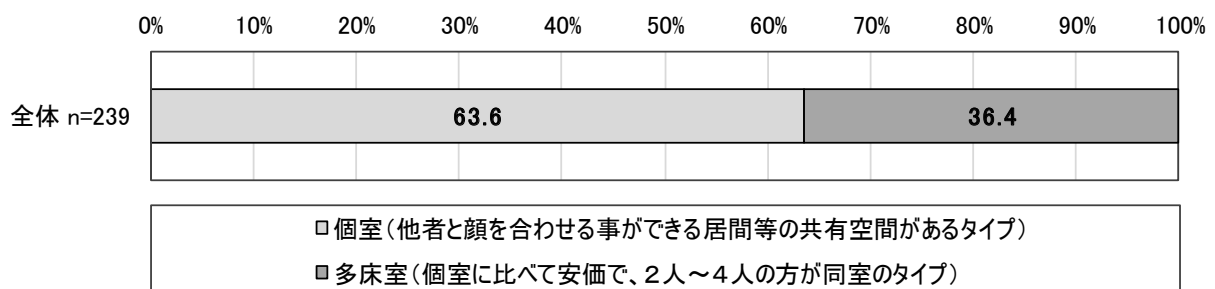 0% 10% 20% 30% 40% 50% 60% 70% 80% 90% 100%
全体 n=239 63.6 36.4
個室(他者と顔を合わせる事ができる居間等の共有空間があるタイプ)
多床室(個室に比べて安価で、2人~4人の方が同室のタイプ)